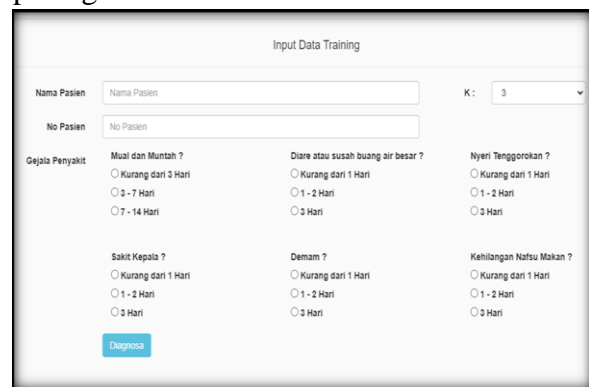 Input Data Training
Nama Pasien Nama Pasien K : 3
No Pasien No Pasien
Gejala Penyakit Mual dan Muntah ? Diare atau susah buang air besar ? Nyeri Tenggorokan ?
Kurang dari 3 Hari Kurang dari 1 Hari Kurang dari 1 Hari
3 - 7 Hari 1 - 2 Hari 1 - 2 Hari
7 - 14 Hari 3 Hari 3 Hari
Sakit Kepala ? Demam ? Kehilangan Nafsu Makan ?
Kurang dari 1 Hari Kurang dari 1 Hari Kurang dari 1 Hari
1 - 2 Hari 1 - 2 Hari 1 - 2 Hari
3 Hari 3 Hari 3 Hari
Diagnosa